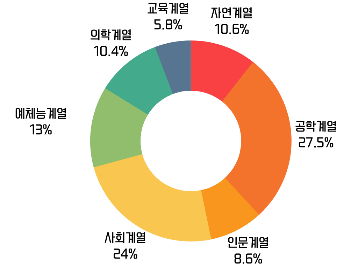 교육계열
5.8%
자연계열
10.6%
의학계열
10.4%
예체능계열
13%
공학계열
27.5%
사회계열
24%
인문계열
8.6%